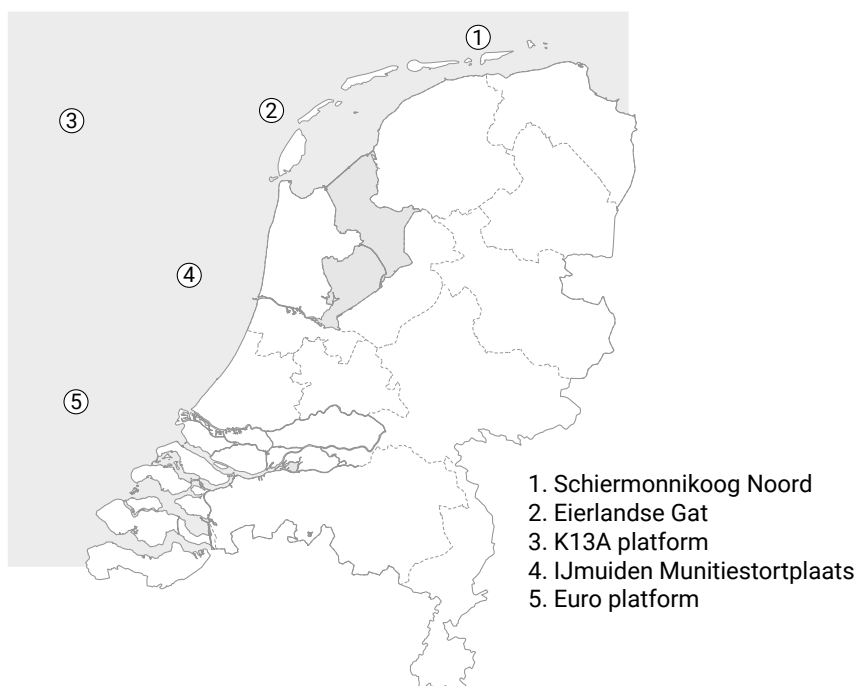 ①
②
③
④
⑤
1. Schiermonnikoog Noord
2. Eierlandse Gat
3. K13A platform
4. IJmuiden Munitiestortplaats
5. Euro platform